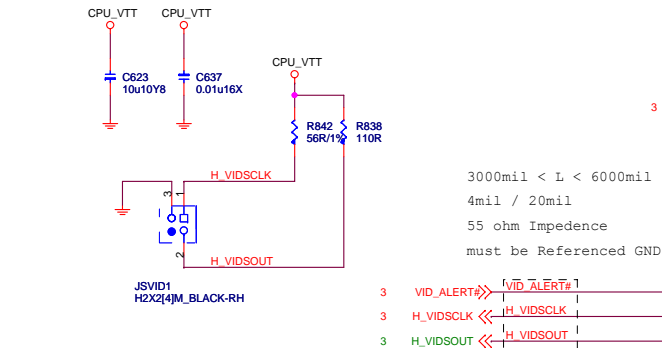 CPU_VTT CPU_VTT
C623
10u10Y8
C637
0.01u16X
CPU_VTT
R842
56R/1%
R838
110R
3
H_VIDSCLK
3 1
2
H_VIDSOUT
JSVID1
H2X2[4]M_BLACK-RH
3000mil < L < 6000mil
4mil / 20mil
55 ohm Impedence
must be Referenced GND
3 VID_ALERT# VID_ALERT#
3 H_VIDSCLK H_VIDSCLK
3 H_VIDSOUT H_VIDSOUT